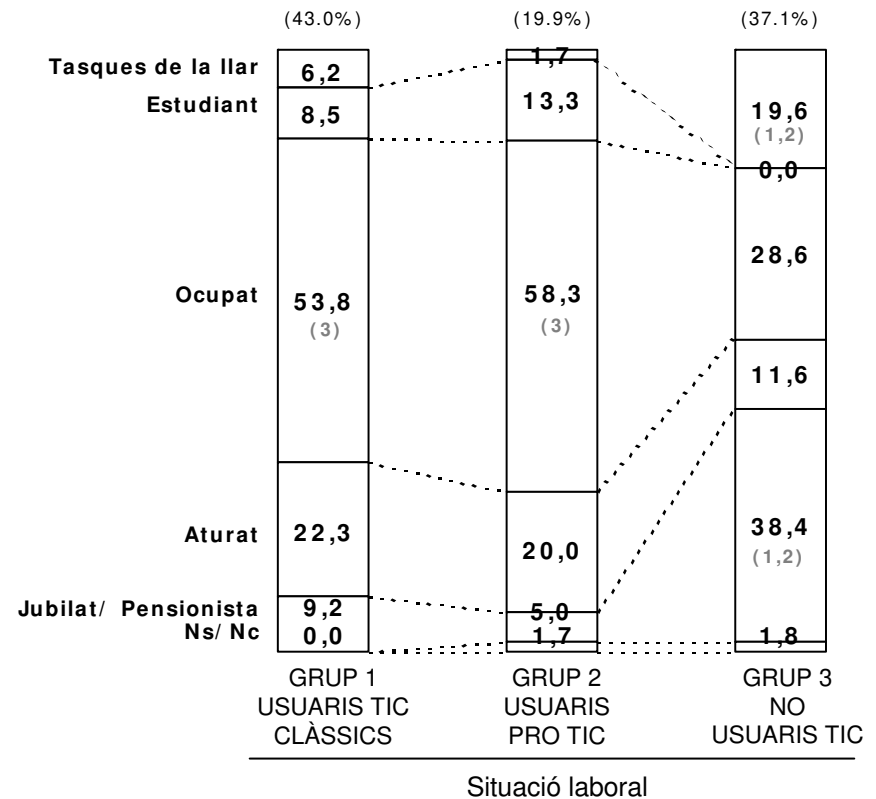 (43.0%) (19.9%) (37.1%)
Tasques de la llar 6,2 1,7 19,6
(1,2)
Estudiant 8,5 13,3 0,0
Ocupat 53,8 58,3 28,6
(3) (3)
Aturat 22,3 20,0 11,6
Jubilat/ Pensionista 9,2 5,0 38,4
(1,2)
Ns/ Nc 0,0 1,7 1,8
GRUP 1 GRUP 2 GRUP 3
USUARIS TIC USUARIS NO
CLÀSSICS PRO TIC USUARIS TIC
Situació laboral